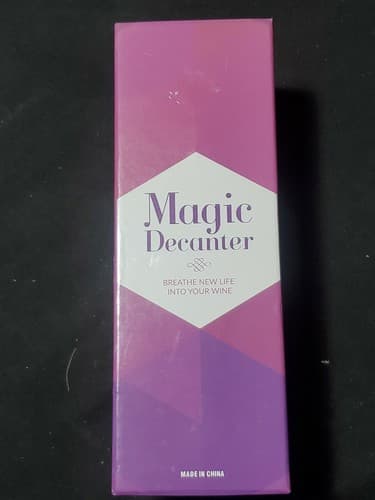 Magic
Decanter
BREATHE NEW LIFE
INTO YOUR WINE
MADE IN CHINA